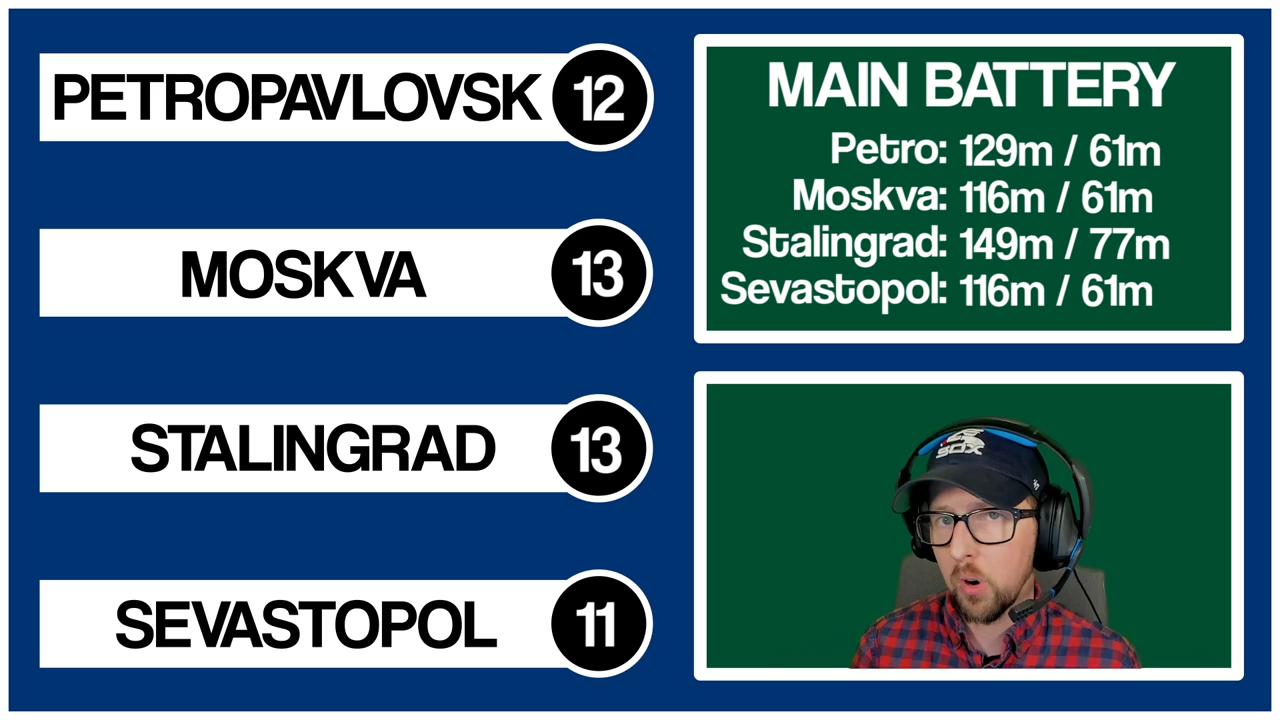 PETROPAVLOVSK 12
MOSKVA 13
STALINGRAD 13
SEVASTOPOL 11
MAIN BATTERY
Petro: 129m / 61m
Moskva: 116m / 61m
Stalingrad: 149m / 77m
Sevastopol: 116m / 61m
SOX